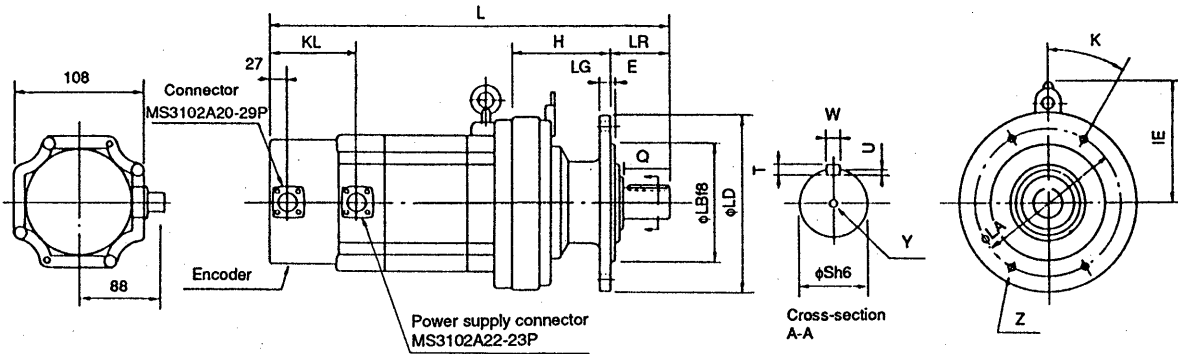 L
KL
H
LR
K
27
LG
E
108
Connector
MS3102A20-29P
W
U
T
Q
IE
φLBf8
φLD
φLA
Y
Encoder
88
φSh6
Z
Power supply connector
MS3102A22-23P
Cross-section
A-A